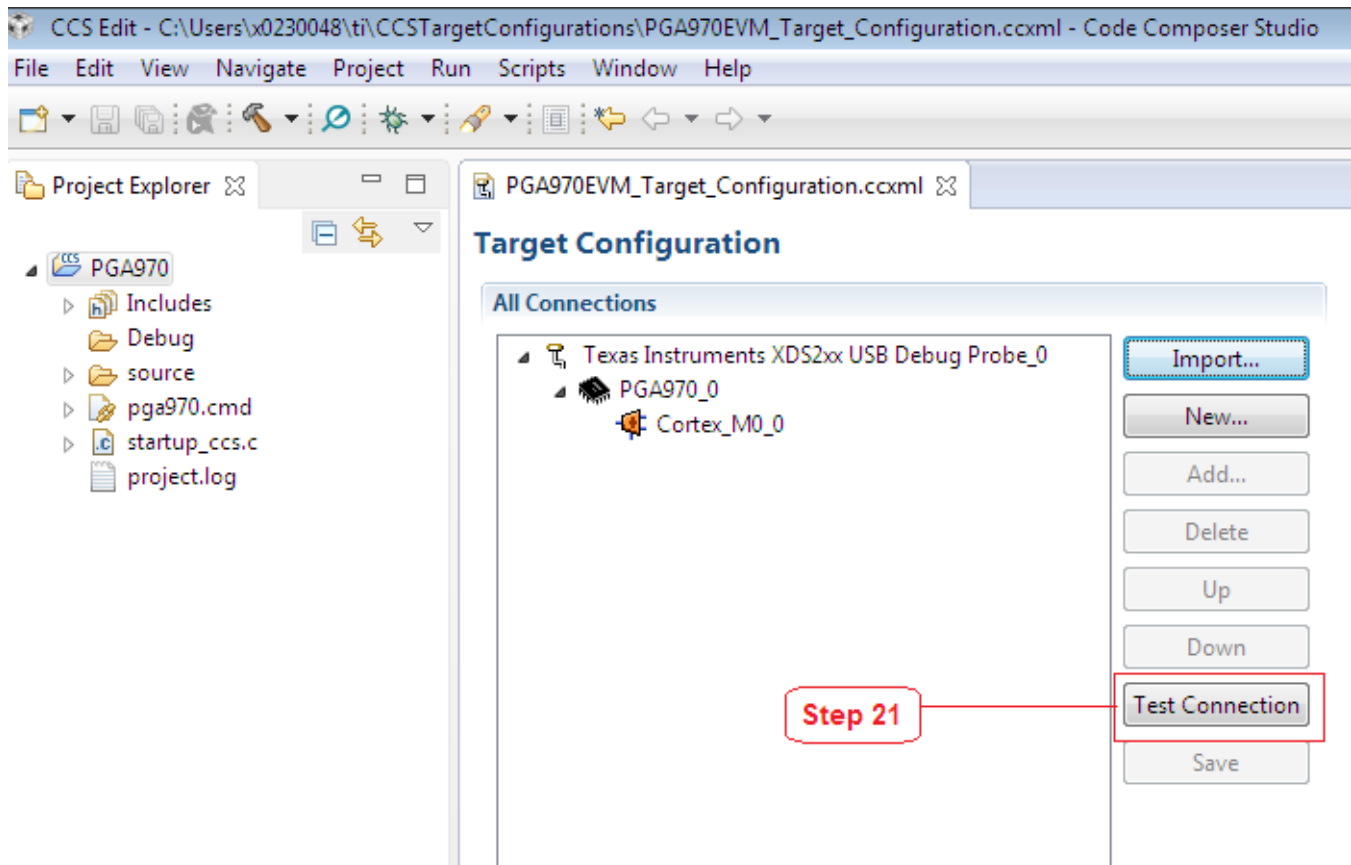 CCS Edit - C:\Users\x0230048\ti\CCSTargetConfigurations\PGA970EVM_Target_Configuration.ccxml - Code Composer Studio
File Edit View Navigate Project Run Scripts Window Help
Project Explorer
PGA970EVM_Target_Configuration.ccxml
CCS
PGA970
h
Includes
Debug
source
pga970.cmd
.c
startup_ccs.c
project.log
Target Configuration
All Connections
Texas Instruments XDS2xx USB Debug Probe_0
PGA970_0
Cortex_M0_0
Import...
New...
Add...
Delete
Up
Down
Test Connection
Save
Step 21